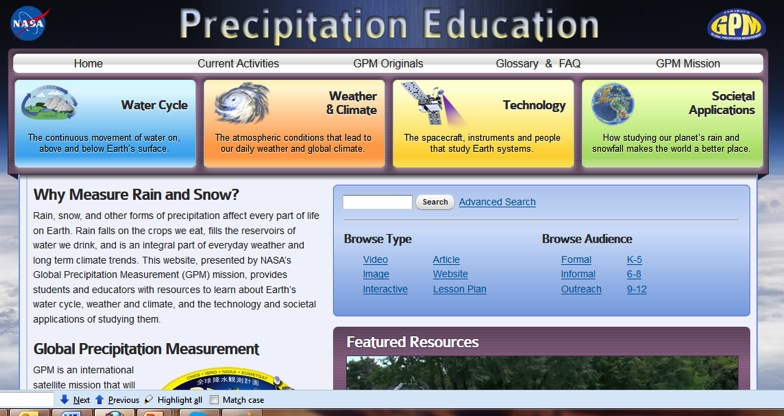 NASA
Precipitation Education
GPM
Home
Current Activities
GPM Originals
Glossary & FAQ
GPM Mission
Water Cycle
The continuous movement of water on,
above and below Earth's surface.
Weather
& Climate
The atmospheric conditions that lead to
our daily weather and global climate.
Technology
The spacecraft, instruments and people
that study Earth systems.
Societal
Applications
How studying our planet's rain and
snowfall makes the world a better place.
Why Measure Rain and Snow?
Rain, snow, and other forms of precipitation affect every part of life
on Earth. Rain falls on the crops we eat, fills the reservoirs of
water we drink, and is an integral part of everyday weather and
long term climate trends. This website, presented by NASA's
Global Precipitation Measurement (GPM) mission, provides
students and educators with resources to learn about Earth's
water cycle, weather and climate, and the technology and societal
applications of studying them.
Global Precipitation Measurement
GPM is an international
satellite mission that will
全球降水観測計画
Search
Advanced Search
Browse Type
Video
Article
Image
Website
Interactive
Lesson Plan
Browse Audience
Formal
K-5
Informal
6-8
Outreach
9-12
Featured Resources
Next
Previous
Highlight all
Match case